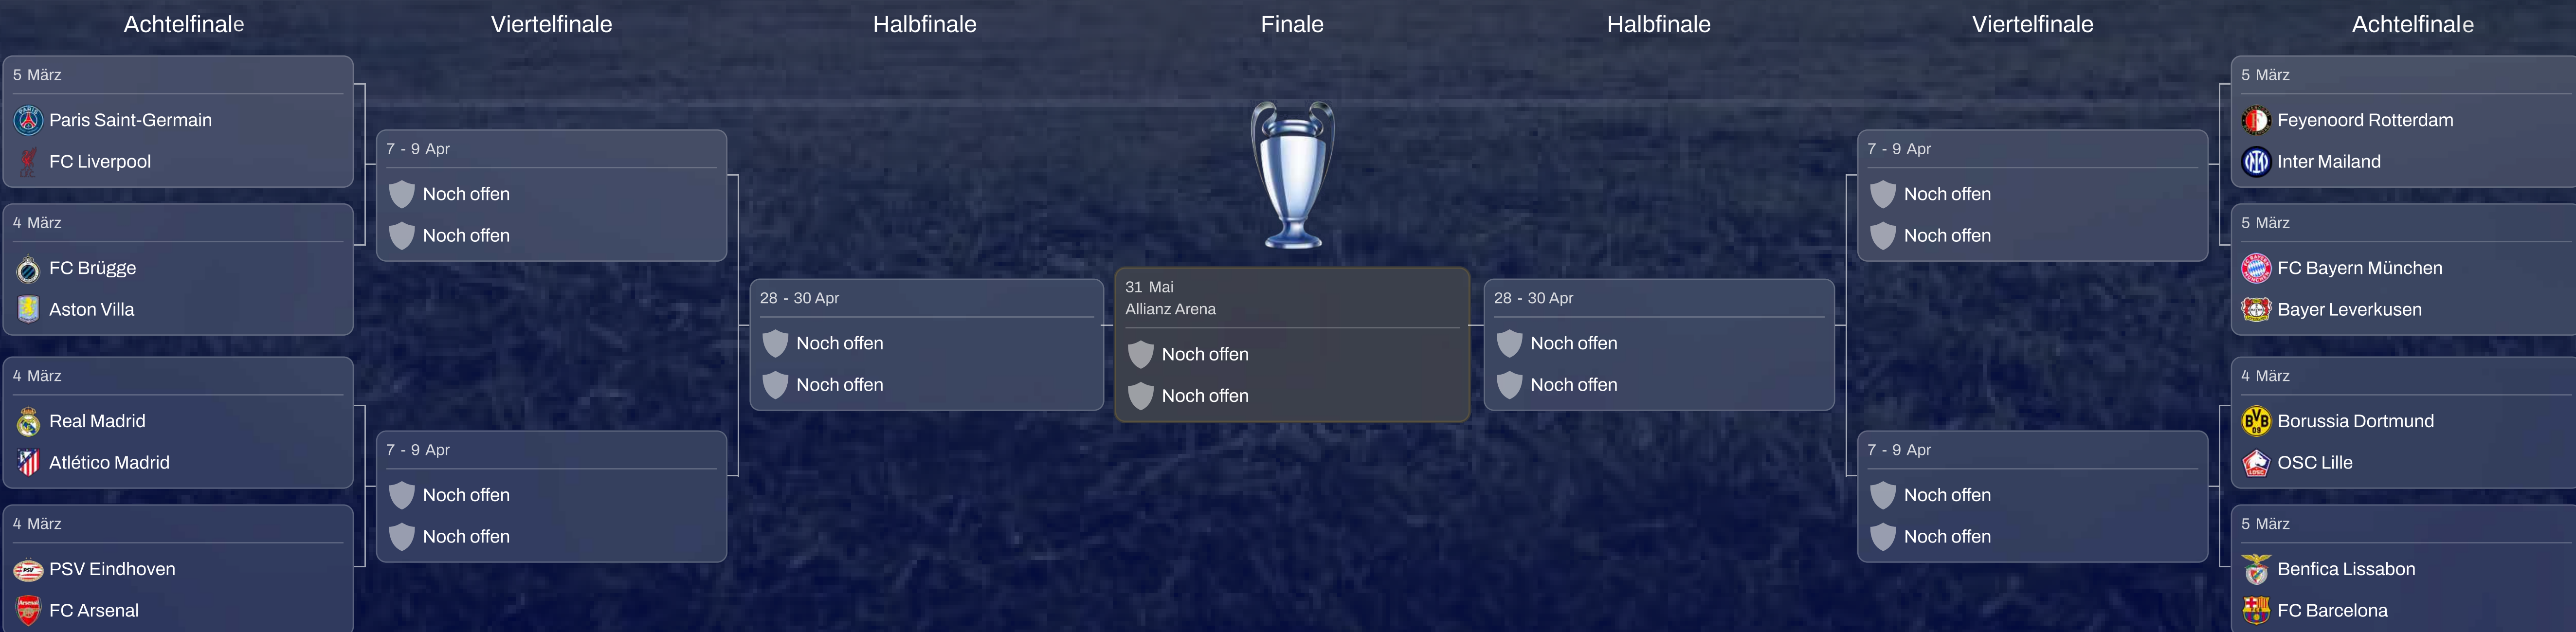 Achtelfinale
Viertelfinale
Halbfinale
Finale
Halbfinale
Viertelfinale
Achtelfinale
5 März
Paris Saint-Germain
FC Liverpool
4 März
FC Brügge
Aston Villa
4 März
Real Madrid
Atlético Madrid
4 März
PSV Eindhoven
FC Arsenal
7 - 9 Apr
Noch offen
Noch offen
7 - 9 Apr
Noch offen
Noch offen
28 - 30 Apr
Noch offen
Noch offen
31 Mai
Allianz Arena
Noch offen
Noch offen
28 - 30 Apr
Noch offen
Noch offen
7 - 9 Apr
Noch offen
Noch offen
7 - 9 Apr
Noch offen
Noch offen
5 März
Feyenoord Rotterdam
Inter Mailand
5 März
FC Bayern München
Bayer Leverkusen
4 März
Borussia Dortmund
OSC Lille
5 März
Benfica Lissabon
FC Barcelona